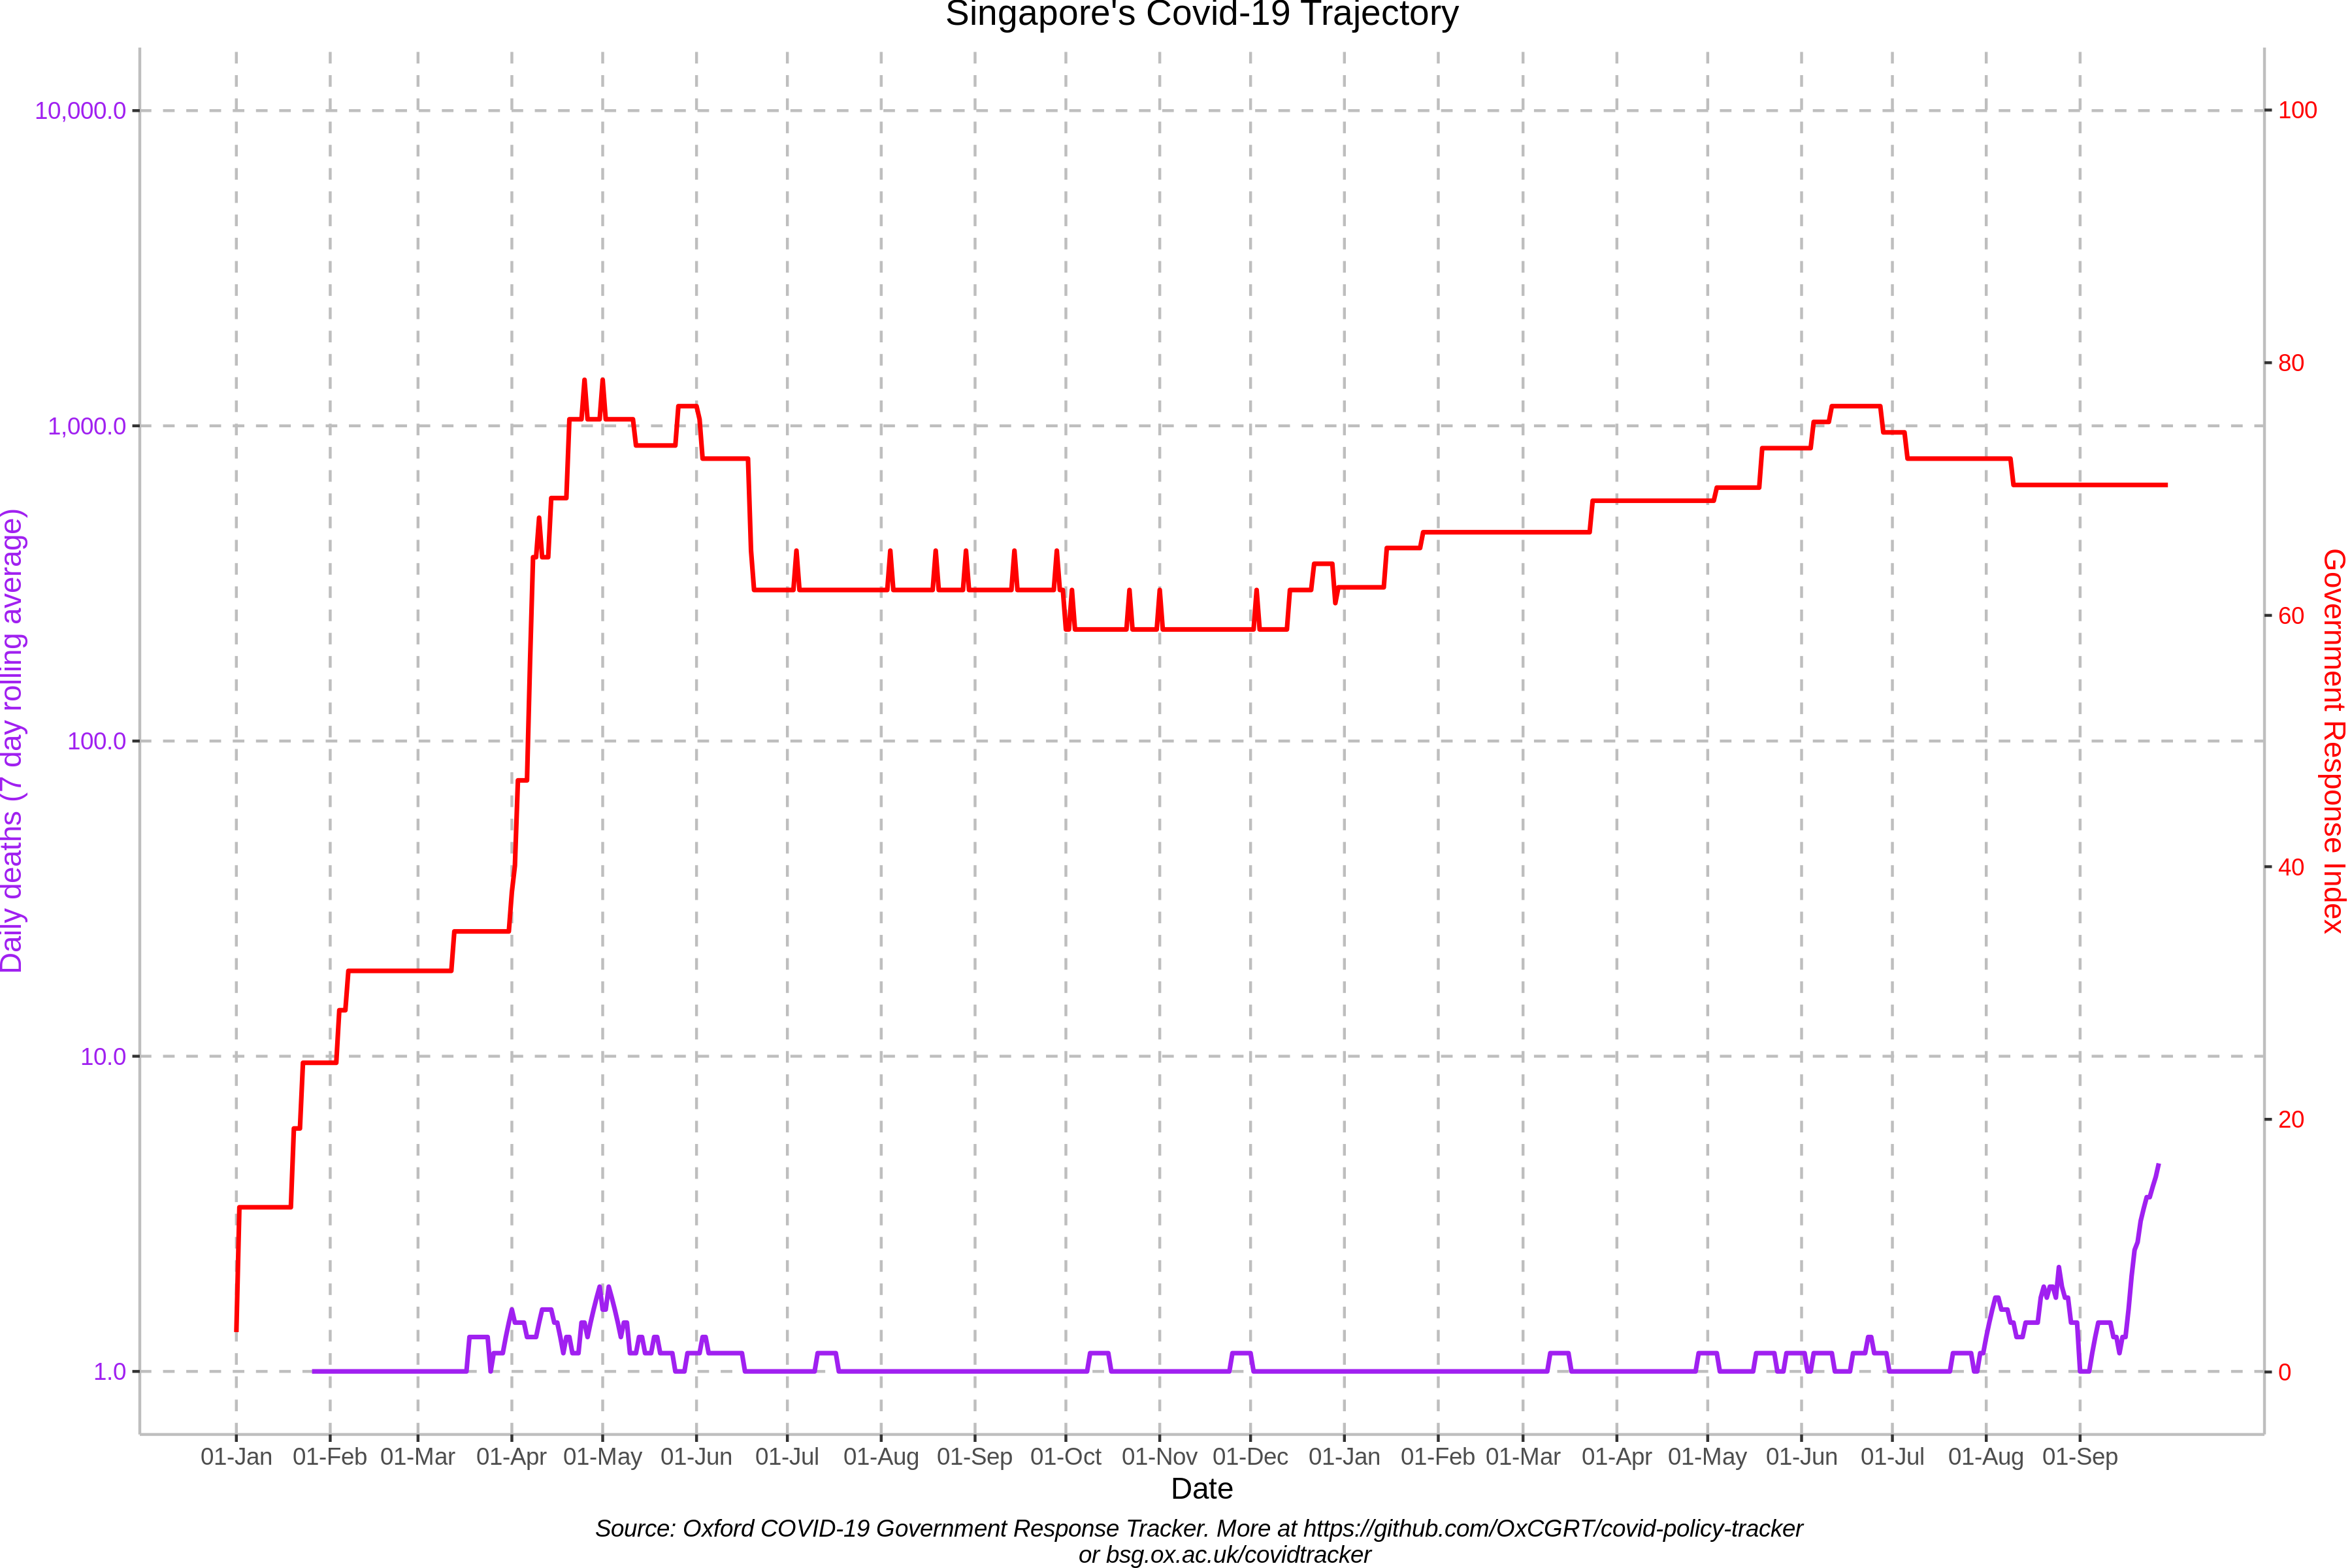 Singapore's Covid-19 Trajectory
10,000.0
1,000.0
100.0
10.0
1.0
Daily deaths (7 day rolling average)
100
80
60
40
20
0
Government Response Index
01-Jan 01-Feb 01-Mar 01-Apr 01-May 01-Jun 01-Jul 01-Aug 01-Sep 01-Oct 01-Nov 01-Dec 01-Jan 01-Feb 01-Mar 01-Apr 01-May 01-Jun 01-Jul 01-Aug 01-Sep
Date
Source: Oxford COVID-19 Government Response Tracker. More at https://github.com/OxCGRT/covid-policy-tracker
or bsg.ox.ac.uk/covidtracker